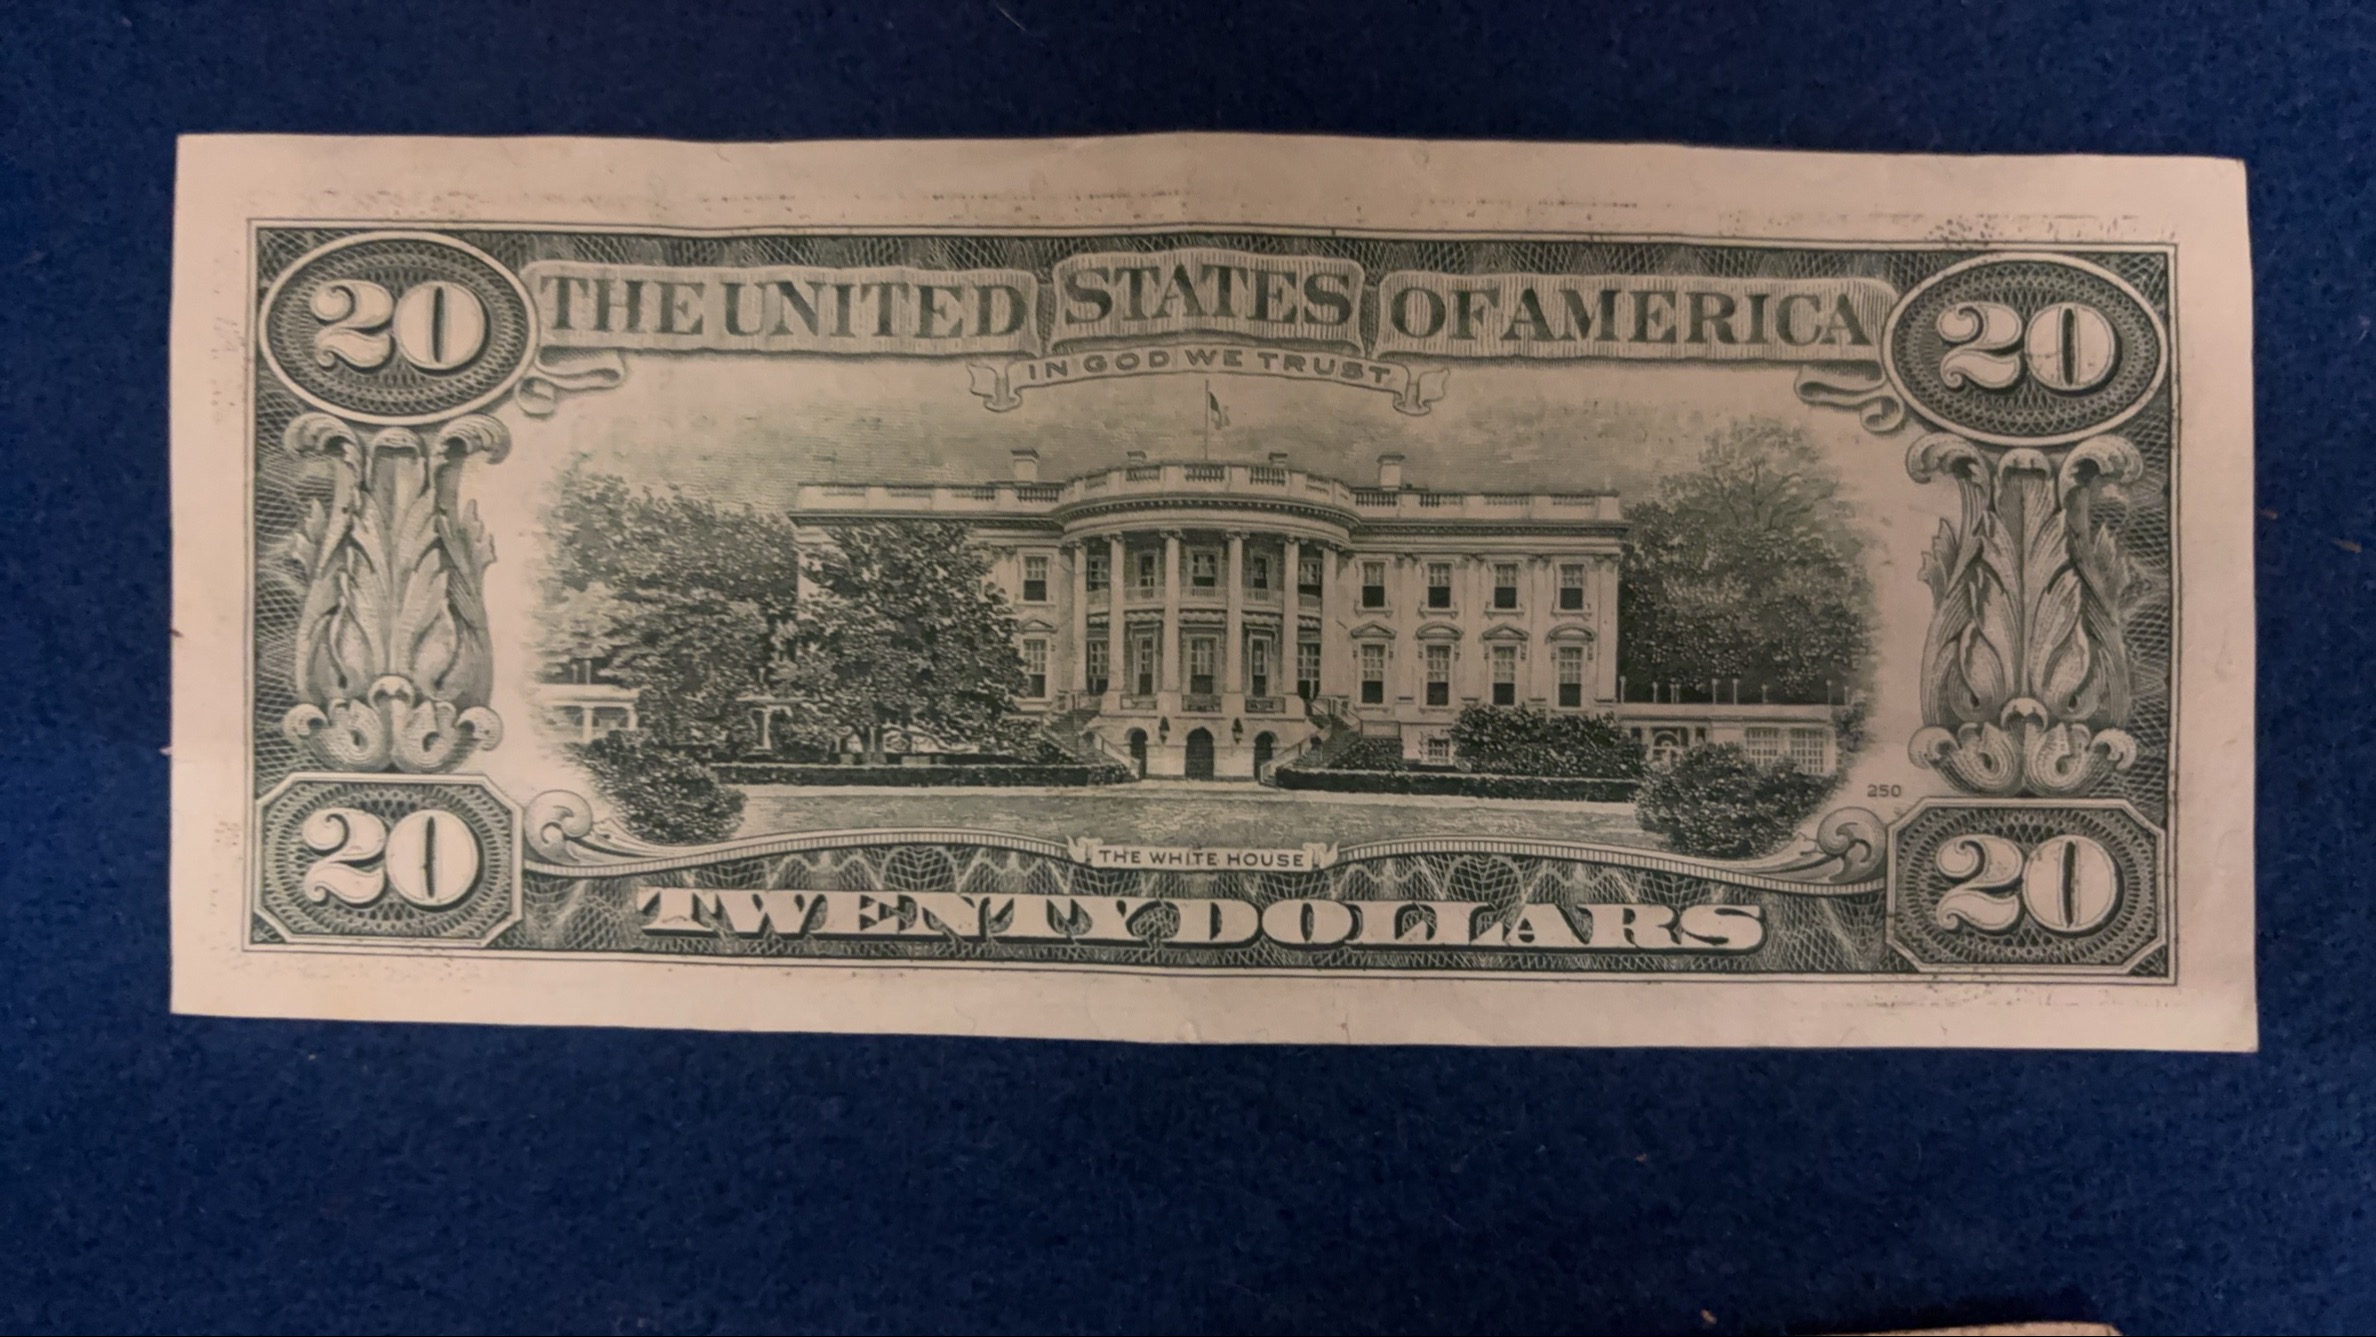 20 THE UNITED STATES OF AMERICA 20
IN GOD WE TRUST
250
THE WHITE HOUSE
20 TWENTY DOLLARS 20